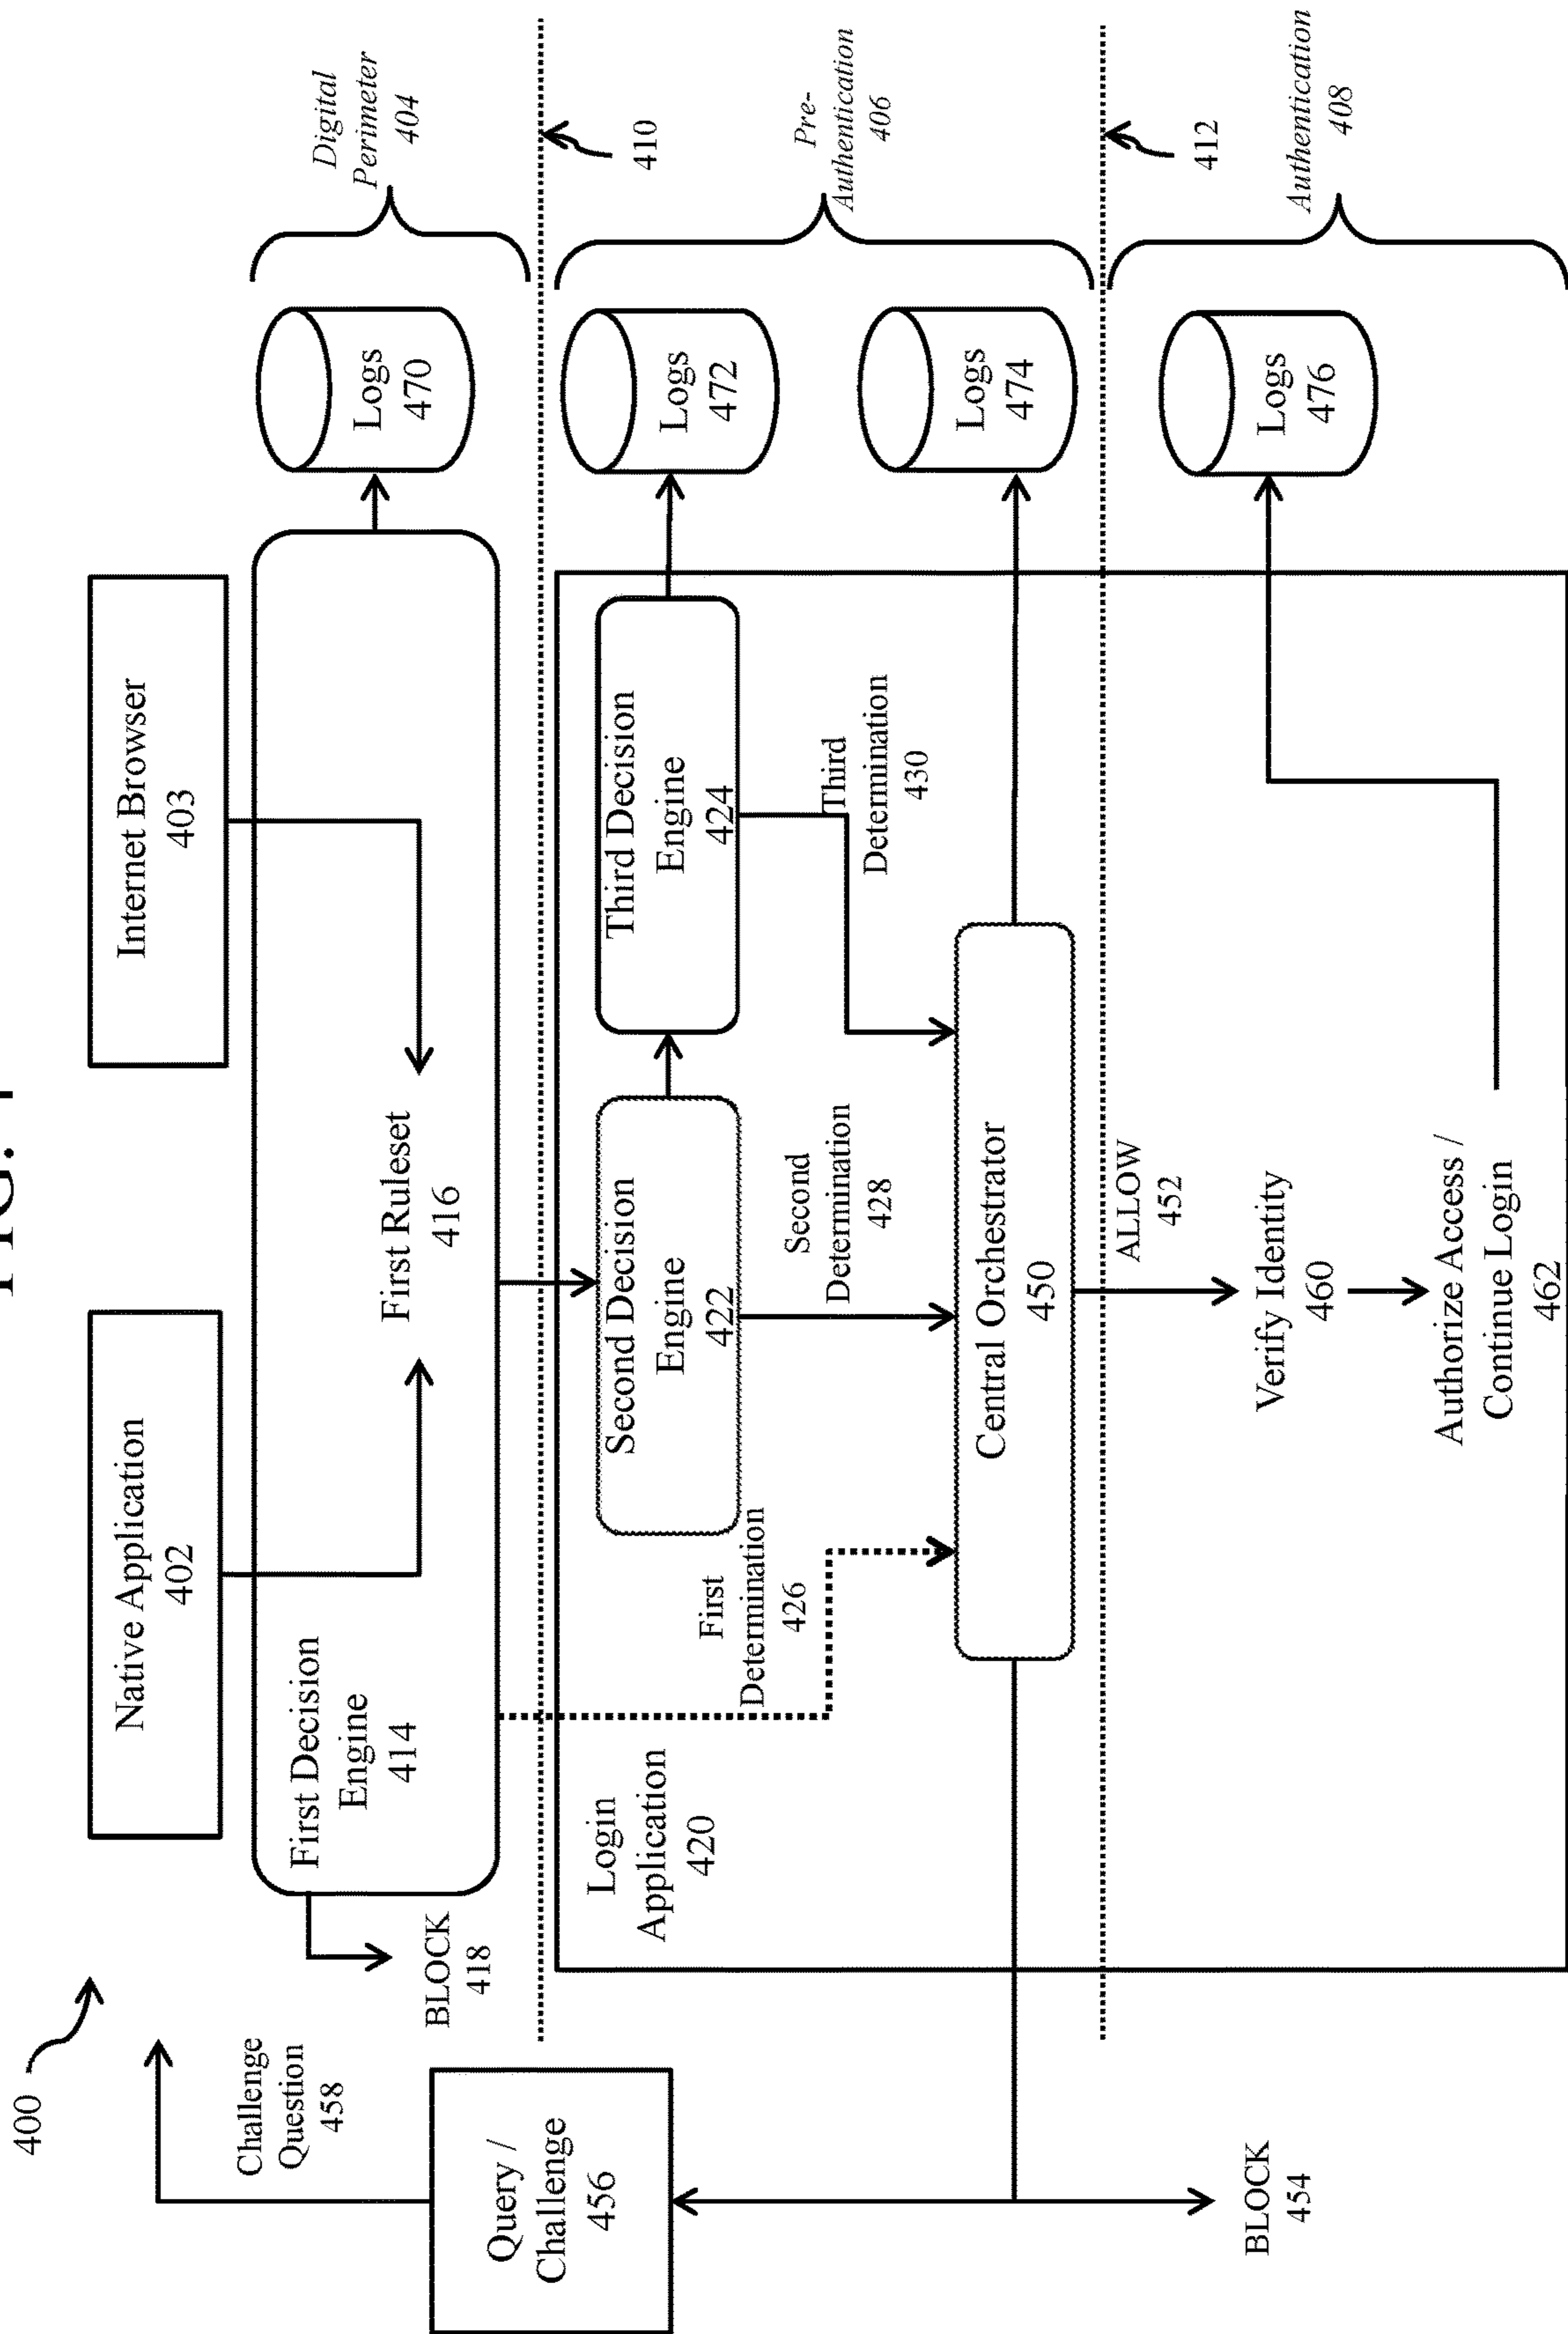 FIG. 4
400
Native Application
402
Internet Browser
403
First Decision
Engine
414
First Ruleset
416
Logs
470
Digital
Perimeter
404
BLOCK
418
Challenge
Question
458
Query /
Challenge
456
410
Login
Application
420
Second Decision
Engine
422
Third Decision
Engine
424
Logs
472
Pre-
Authentication
406
First
Determination
426
Second
Determination
428
Third
Determination
430
Central Orchestrator
450
Logs
474
412
BLOCK
454
ALLOW
452
Verify Identity
460
Authorize Access /
Continue Login
462
Logs
476
Authentication
408